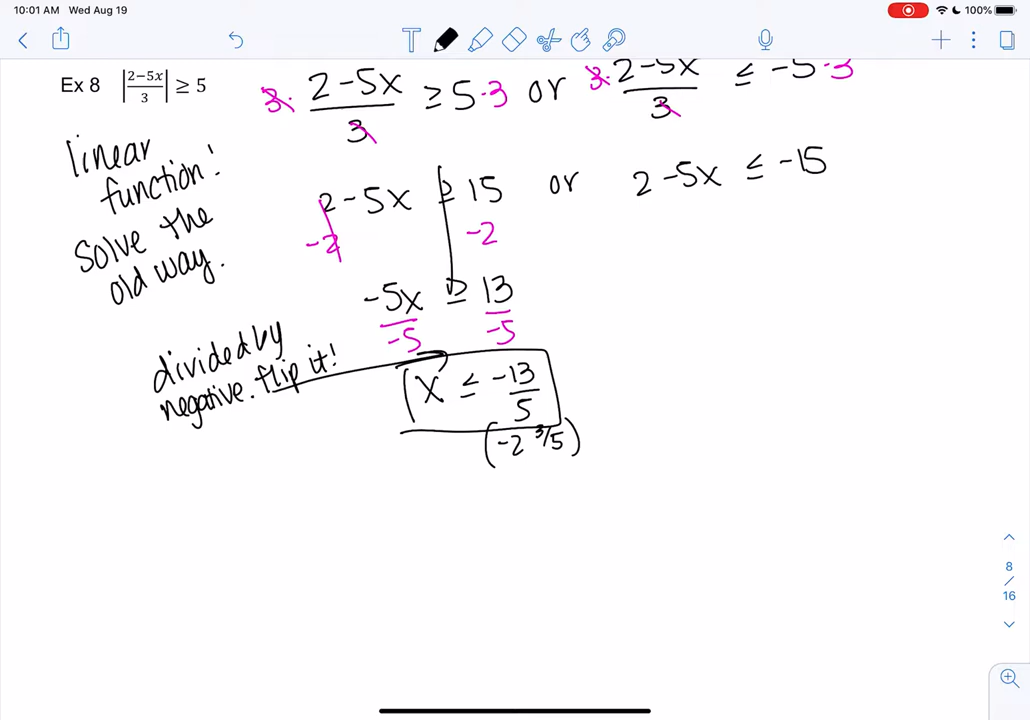 10:01 AM Wed Aug 19
100%
Ex 8 |2−5x/3| ≥ 5
3· 2-5x/3 ≥ 5·3 or 3· 2-5x/3 ≤ -5·3
linear
function!
solve the
old way.
2-5x ≥ 15 or 2-5x ≤ -15
-2 -2
-5x ≥ 13
-5 -5
divided by
negative. flip it!
x ≤ -13/5
(-2 3/5)
8
/
16